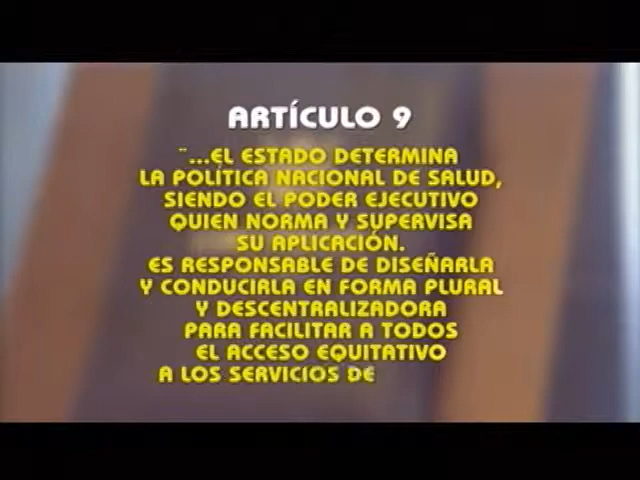 ARTÍCULO 9
¨...EL ESTADO DETERMINA
LA POLÍTICA NACIONAL DE SALUD,
SIENDO EL PODER EJECUTIVO
QUIEN NORMA Y SUPERVISA
SU APLICACIÓN.
ES RESPONSABLE DE DISEÑARLA
Y CONDUCIRLA EN FORMA PLURAL
Y DESCENTRALIZADORA
PARA FACILITAR A TODOS
EL ACCESO EQUITATIVO
A LOS SERVICIOS DE